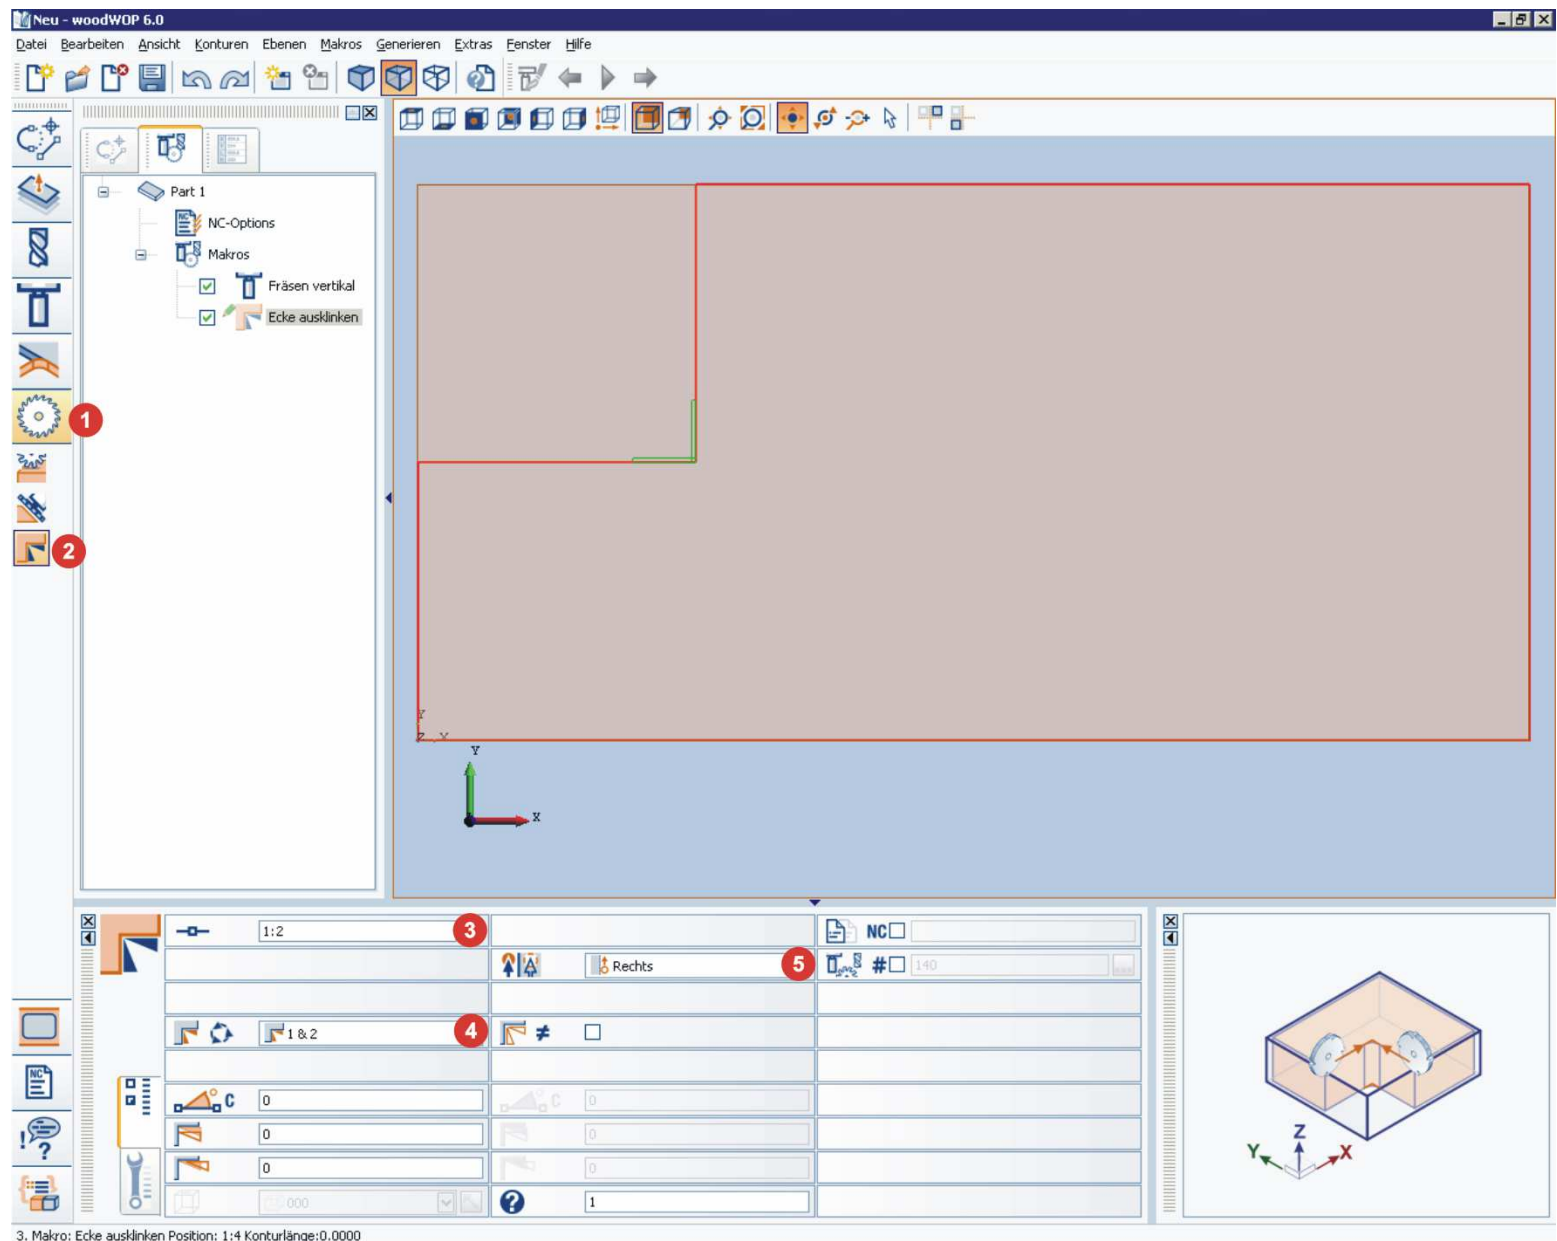 Neu - woodWOP 6.0
Datei Bearbeiten Ansicht Konturen Ebenen Makros Generieren Extras Fenster Hilfe
Part 1
NC
NC-Options
Makros
Fräsen vertikal
Ecke ausklinken
1
2
Y
Z X
Y
X
1:2
3
NC
Rechts
5
#
140
...
1 & 2
4
≠
NC
C
0
C
0
0
0
!?
0
0
000
?
1
Z
Y
X
3. Makro: Ecke ausklinken Position: 1:4 Konturlänge:0.0000